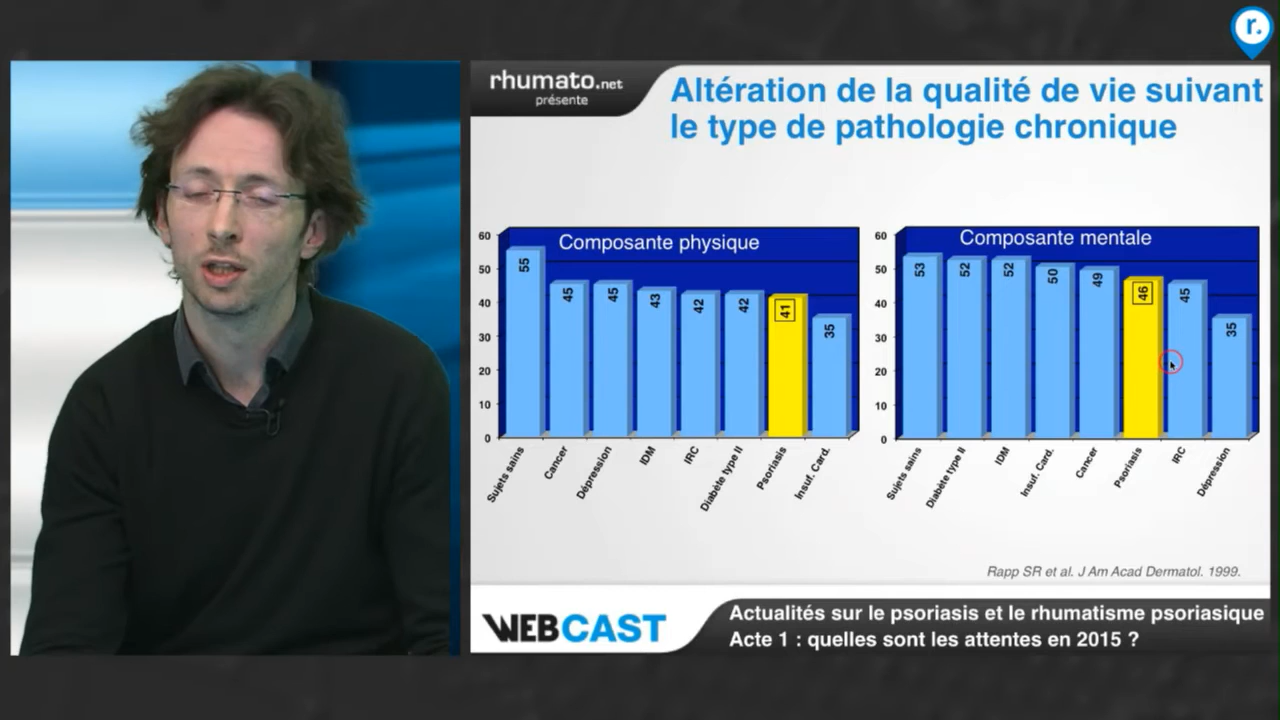 r.
rhumato.net
présente
Altération de la qualité de vie suivant
le type de pathologie chronique
Composante physique
60
50
40
30
20
10
0
55
45
45
43
42
42
41
35
Sujets sains
Cancer
Dépression
IDM
IRC
Diabète type II
Psoriasis
Insuf. Card.
Composante mentale
60
50
40
30
20
10
0
53
52
52
50
49
46
45
35
Sujets sains
Diabète type II
IDM
Insuf. Card.
Cancer
Psoriasis
IRC
Dépression
Rapp SR et al. J Am Acad Dermatol. 1999.
WEBCAST
Actualités sur le psoriasis et le rhumatisme psoriasique
Acte 1 : quelles sont les attentes en 2015 ?